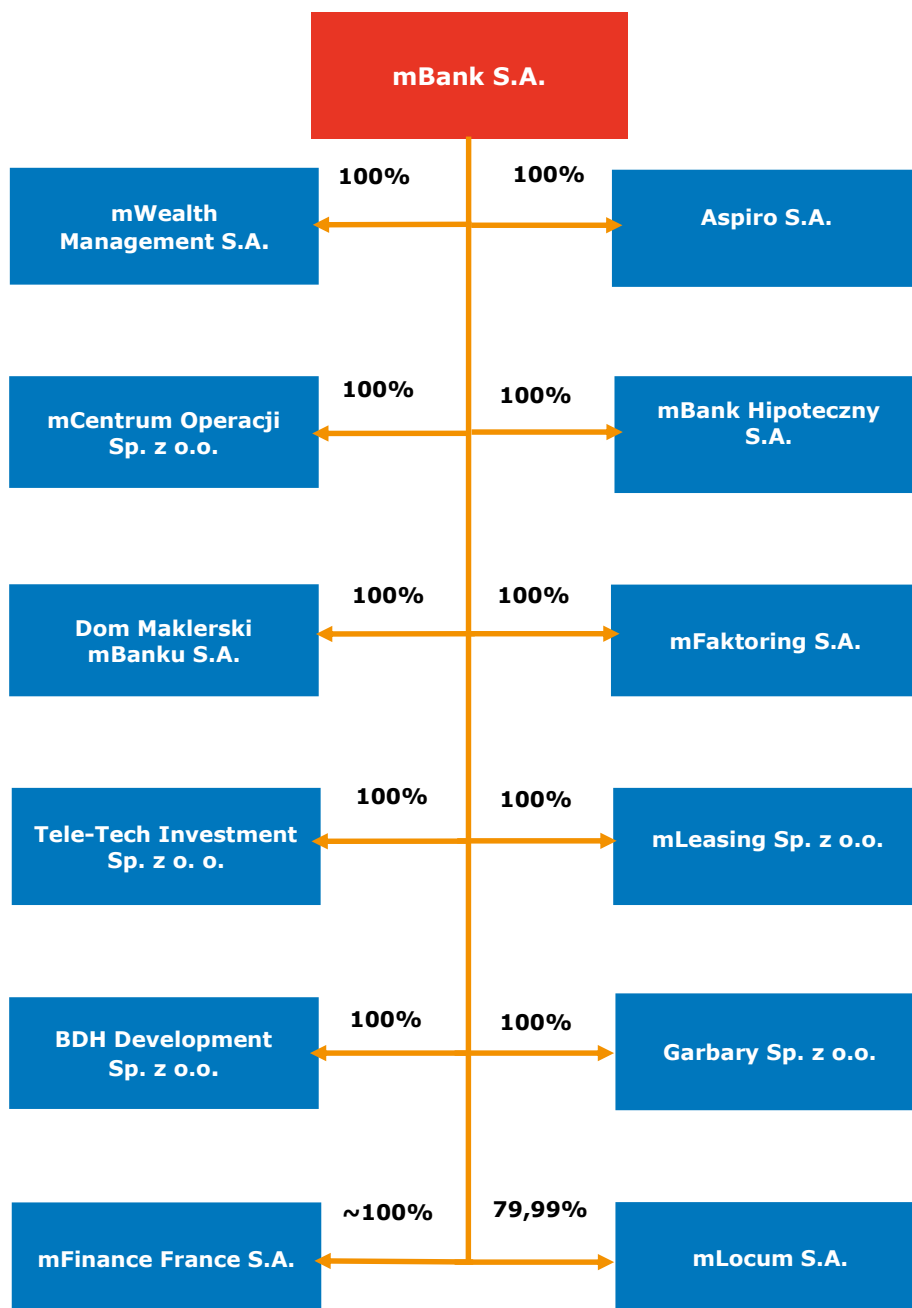 mBank S.A.
100%
100%
mWealth
Management S.A.
Aspiro S.A.
100%
100%
mCentrum Operacji
Sp. z o.o.
mBank Hipoteczny
S.A.
100%
100%
Dom Maklerski
mBanku S.A.
mFaktoring S.A.
100%
100%
Tele-Tech Investment
Sp. z o. o.
mLeasing Sp. z o.o.
100%
100%
BDH Development
Sp. z o.o.
Garbary Sp. z o.o.
~100%
79,99%
mFinance France S.A.
mLocum S.A.